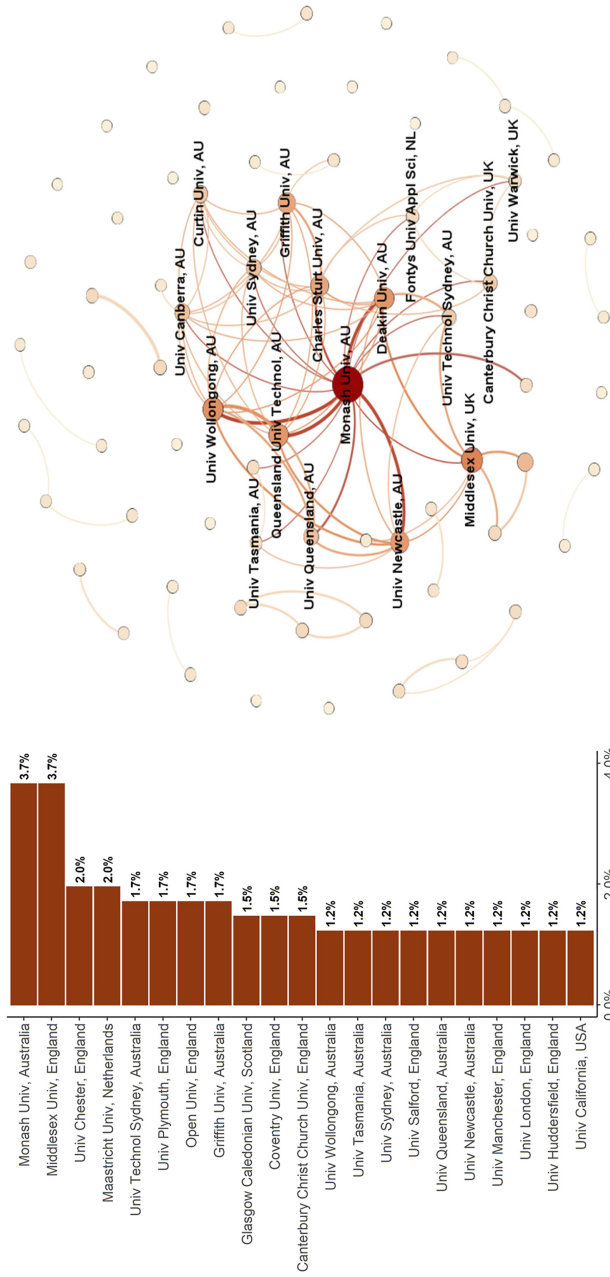 Monash Univ, Australia
3.7%
Middlesex Univ, England
3.7%
Univ Chester, England
2.0%
Maastricht Univ, Netherlands
2.0%
Univ Technol Sydney, Australia
1.7%
Univ Plymouth, England
1.7%
Open Univ, England
1.7%
Griffith Univ, Australia
1.7%
Glasgow Caledonian Univ, Scotland
1.5%
Coventry Univ, England
1.5%
Canterbury Christ Church Univ, England
1.5%
Univ Wollongong, Australia
1.2%
Univ Tasmania, Australia
1.2%
Univ Sydney, Australia
1.2%
Univ Salford, England
1.2%
Univ Queensland, Australia
1.2%
Univ Newcastle, Australia
1.2%
Univ Manchester, England
1.2%
Univ London, England
1.2%
Univ Huddersfield, England
1.2%
Univ California, USA
1.2%
0.0%
2.0%
4.0%
Univ Canberra, AU
Curtin Univ, AU
Univ Wollongong, AU
Univ Sydney, AU
Griffith Univ, AU
Univ Tasmania, AU
Queensland Univ Technol, AU
Charles Sturt Univ, AU
Univ Queensland, AU
Monash Univ, AU
Deakin Univ, AU
Fontys Univ Appl Sci, NL
Univ Newcastle, AU
Univ Technol Sydney, AU
Middlesex Univ, UK
Canterbury Christ Church Univ, UK
Univ Warwick, UK